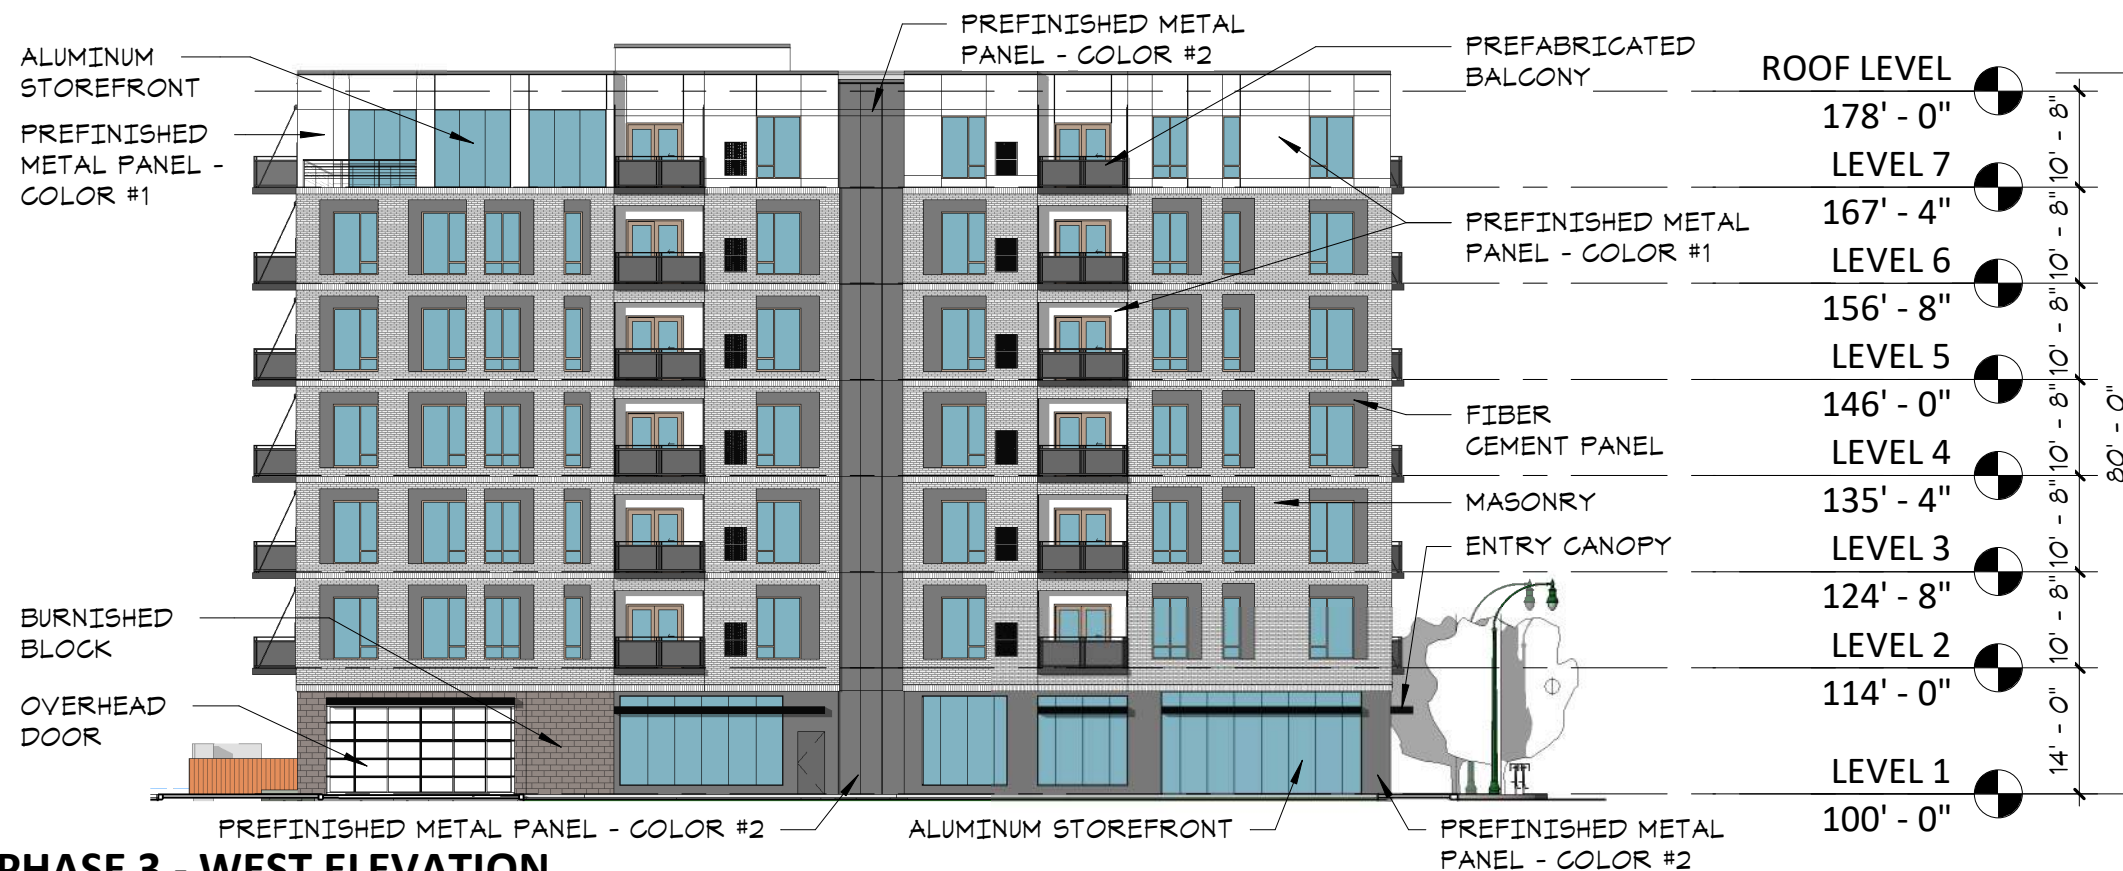 PREFINISHED METAL
PANEL - COLOR #2
ALUMINUM
STOREFRONT
PREFINISHED
METAL PANEL -
COLOR #1
PREFABRICATED
BALCONY
PREFINISHED METAL
PANEL - COLOR #1
FIBER
CEMENT PANEL
MASONRY
ENTRY CANOPY
BURNISHED
BLOCK
OVERHEAD
DOOR
PREFINISHED METAL PANEL - COLOR #2
ALUMINUM STOREFRONT
PREFINISHED METAL
PANEL - COLOR #2
ROOF LEVEL
178' - 0"
LEVEL 7
167' - 4"
LEVEL 6
156' - 8"
LEVEL 5
146' - 0"
LEVEL 4
135' - 4"
LEVEL 3
124' - 8"
LEVEL 2
114' - 0"
LEVEL 1
100' - 0"
10' - 8"
10' - 8"
10' - 8"
10' - 8"
10' - 8"
10' - 8"
14' - 0"
80' - 0"
PHASE 3 - WEST ELEVATION